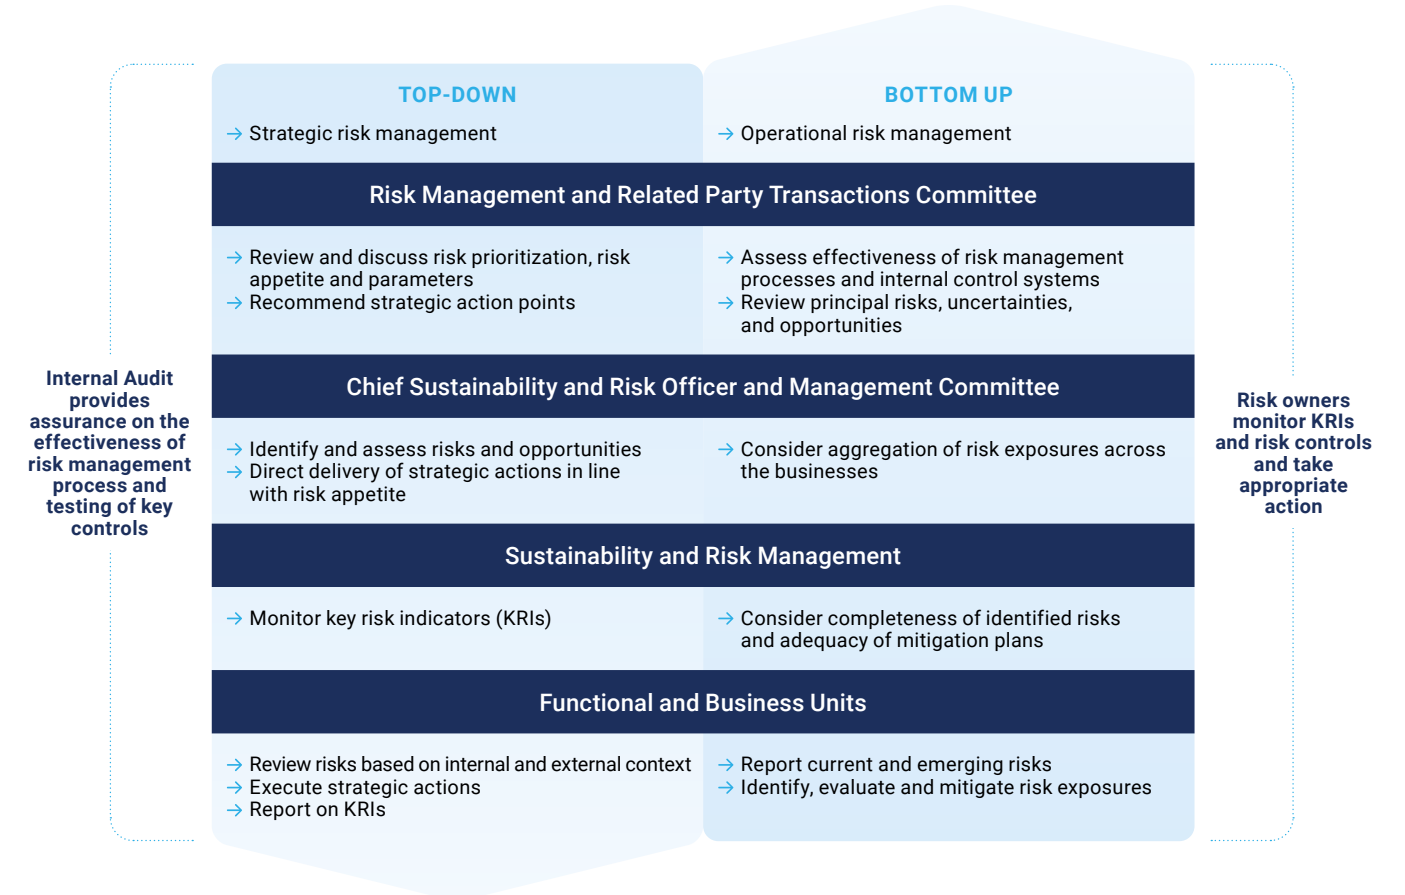 TOP-DOWN
→ Strategic risk management
BOTTOM UP
→ Operational risk management
Risk Management and Related Party Transactions Committee
→ Review and discuss risk prioritization, risk
appetite and parameters
→ Recommend strategic action points
→ Assess effectiveness of risk management
processes and internal control systems
→ Review principal risks, uncertainties,
and opportunities
Chief Sustainability and Risk Officer and Management Committee
→ Identify and assess risks and opportunities
→ Direct delivery of strategic actions in line
with risk appetite
→ Consider aggregation of risk exposures across
the businesses
Sustainability and Risk Management
→ Monitor key risk indicators (KRIs)
→ Consider completeness of identified risks
and adequacy of mitigation plans
Functional and Business Units
→ Review risks based on internal and external context
→ Execute strategic actions
→ Report on KRIs
→ Report current and emerging risks
→ Identify, evaluate and mitigate risk exposures
Internal Audit
provides
assurance on the
effectiveness of
risk management
process and
testing of key
controls
Risk owners
monitor KRIs
and risk controls
and take
appropriate
action